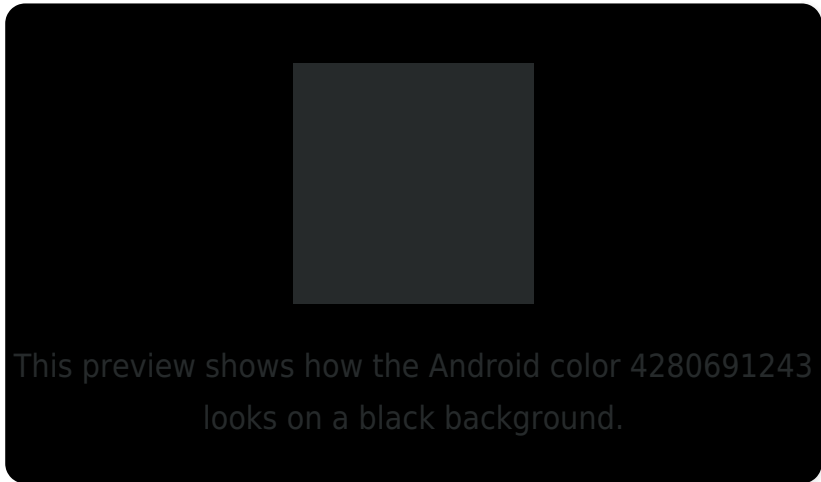 This preview shows how the Android color 4280691243
looks on a black background.